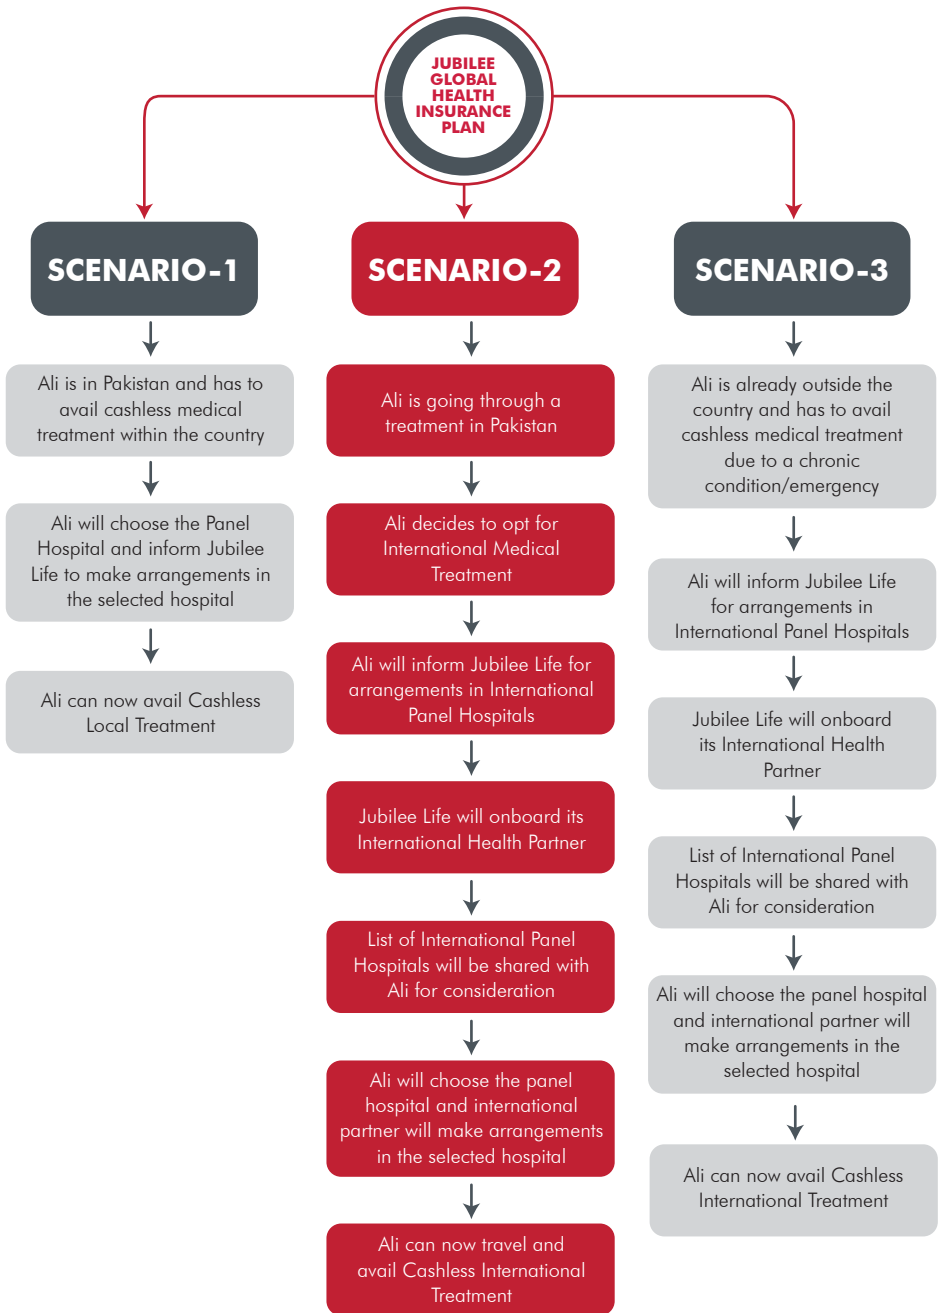 JUBILEE
GLOBAL
HEALTH
INSURANCE
PLAN
SCENARIO-1
Ali is in Pakistan and has to
avail cashless medical
treatment within the country
Ali will choose the Panel
Hospital and inform Jubilee
Life to make arrangements in
the selected hospital
Ali can now avail Cashless
Local Treatment
SCENARIO-2
Ali is going through a
treatment in Pakistan
Ali decides to opt for
International Medical
Treatment
Ali will inform Jubilee Life for
arrangements in International
Panel Hospitals
Jubilee Life will onboard its
International Health Partner
List of International Panel
Hospitals will be shared with
Ali for consideration
Ali will choose the panel
hospital and international
partner will make arrangements
in the selected hospital
Ali can now travel and
avail Cashless International
Treatment
SCENARIO-3
Ali is already outside the
country and has to avail
cashless medical treatment
due to a chronic
condition/emergency
Ali will inform Jubilee Life
for arrangements in
International Panel Hospitals
Jubilee Life will onboard
its International Health
Partner
List of International Panel
Hospitals will be shared with
Ali for consideration
Ali will choose the panel hospital
and international partner will
make arrangements in the
selected hospital
Ali can now avail Cashless
International Treatment